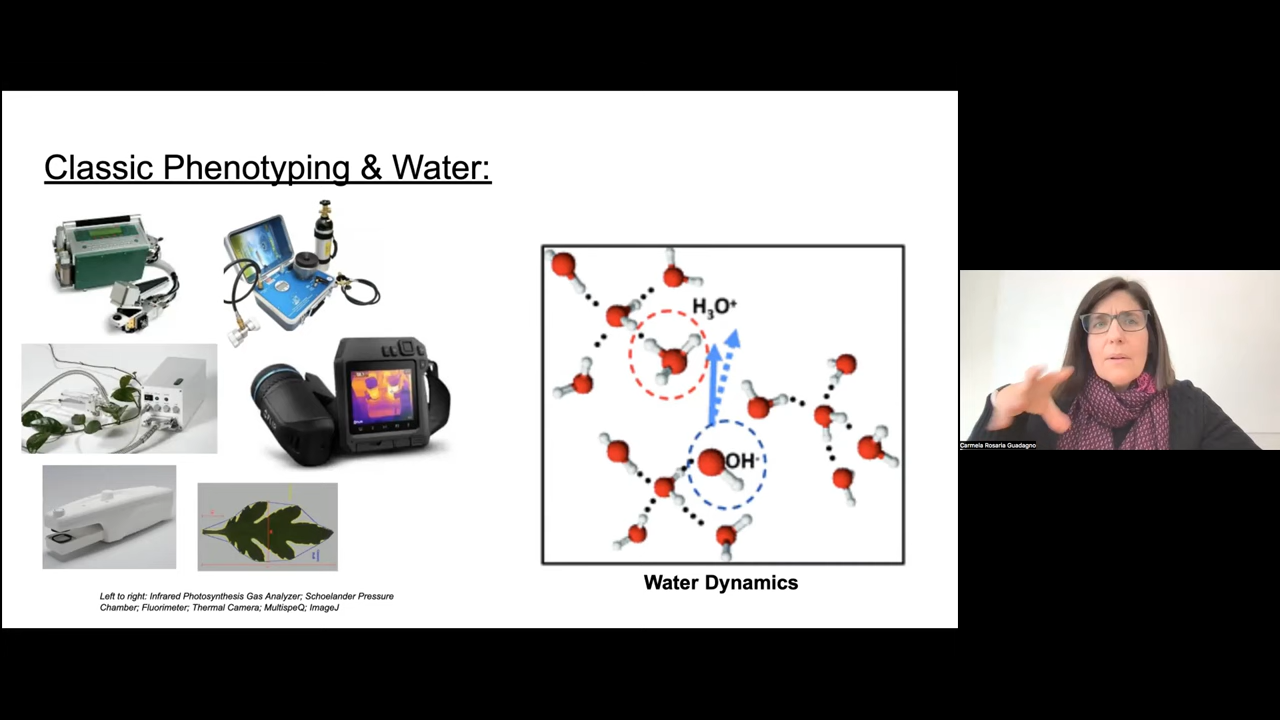 Classic Phenotyping & Water:
H₃O⁺
OH⁻
Water Dynamics
Left to right: Infrared Photosynthesis Gas Analyzer; Schoelander Pressure
Chamber; Fluorimeter; Thermal Camera; MultispeQ; ImageJ
Carmela Rosaria Guadagno